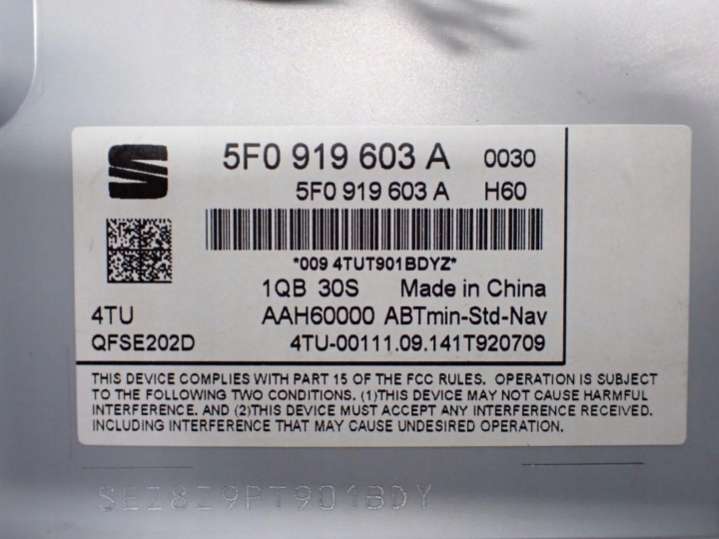 5F0 919 603 A 0030
5F0 919 603 A H60
*009 4TUT901BDYZ*
1QB 30S Made in China
4TU AAH60000 ABTmin-Std-Nav
QFSE202D 4TU-00111.09.141T920709
THIS DEVICE COMPLIES WITH PART 15 OF THE FCC RULES. OPERATION IS SUBJECT
TO THE FOLLOWING TWO CONDITIONS. (1)THIS DEVICE MAY NOT CAUSE HARMFUL
INTERFERENCE. AND (2)THIS DEVICE MUST ACCEPT ANY INTERFERENCE RECEIVED.
INCLUDING INTERFERENCE THAT MAY CAUSE UNDESIRED OPERATION.
SEZ8Z9PT901BDY